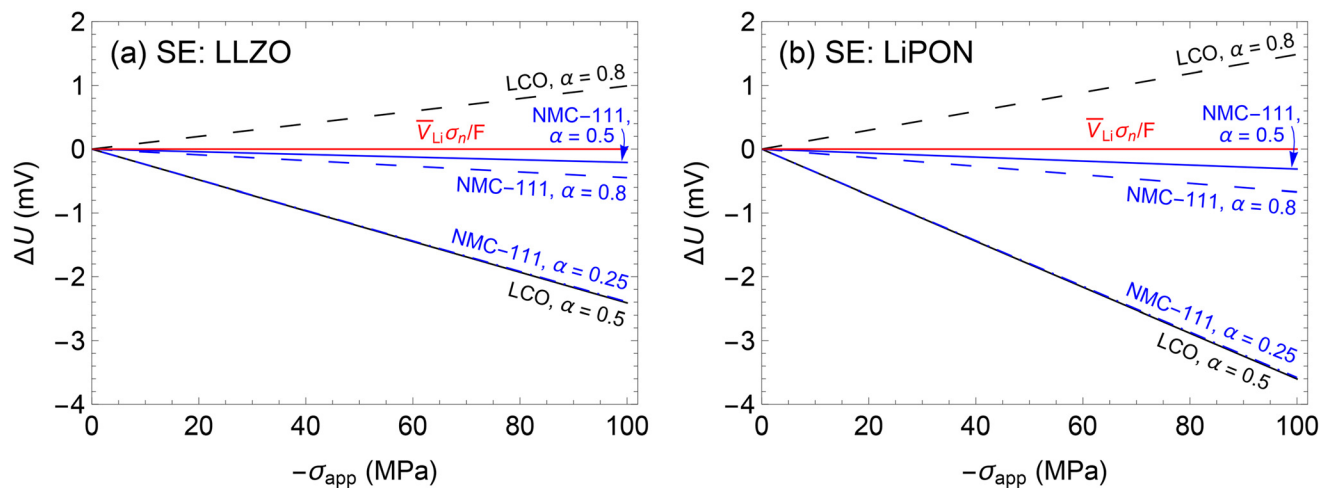 (a) SE: LLZO
LCO, α = 0.8
NMC−111,
α = 0.5
V̅Liσn/F
NMC−111, α = 0.8
NMC−111, α = 0.25
LCO, α = 0.5
2
1
0
−1
−2
−3
−4
ΔU (mV)
0 20 40 60 80 100
−σapp (MPa)
(b) SE: LiPON
LCO, α = 0.8
NMC−111,
α = 0.5
V̅Liσn/F
NMC−111, α = 0.8
NMC−111, α = 0.25
LCO, α = 0.5
2
1
0
−1
−2
−3
−4
ΔU (mV)
0 20 40 60 80 100
−σapp (MPa)